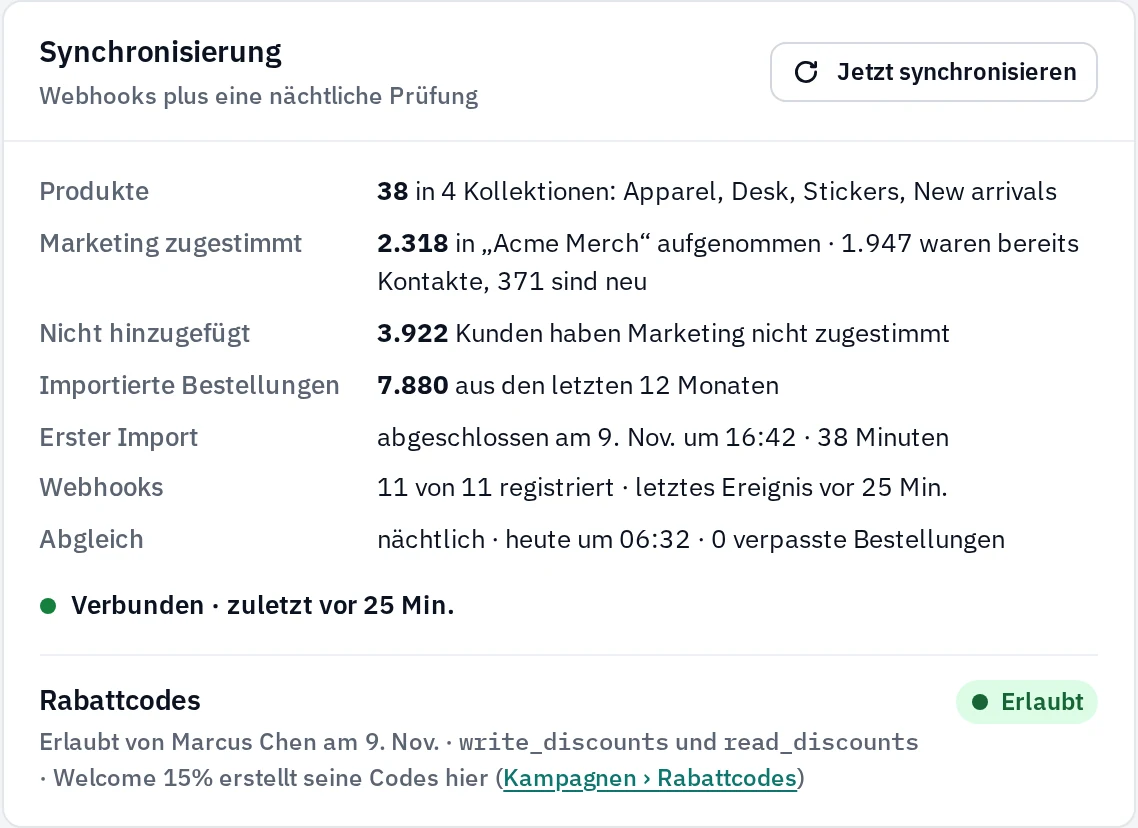 Synchronisierung
Webhooks plus eine nächtliche Prüfung
Jetzt synchronisieren
Produkte
38 in 4 Kollektionen: Apparel, Desk, Stickers, New arrivals
Marketing zugestimmt
2.318 in „Acme Merch“ aufgenommen · 1.947 waren bereits
Kontakte, 371 sind neu
Nicht hinzugefügt
3.922 Kunden haben Marketing nicht zugestimmt
Importierte Bestellungen
7.880 aus den letzten 12 Monaten
Erster Import
abgeschlossen am 9. Nov. um 16:42 · 38 Minuten
Webhooks
11 von 11 registriert · letztes Ereignis vor 25 Min.
Abgleich
nächtlich · heute um 06:32 · 0 verpasste Bestellungen
Verbunden · zuletzt vor 25 Min.
Rabattcodes
Erlaubt
Erlaubt von Marcus Chen am 9. Nov. · write_discounts und read_discounts
· Welcome 15% erstellt seine Codes hier (Kampagnen › Rabattcodes)